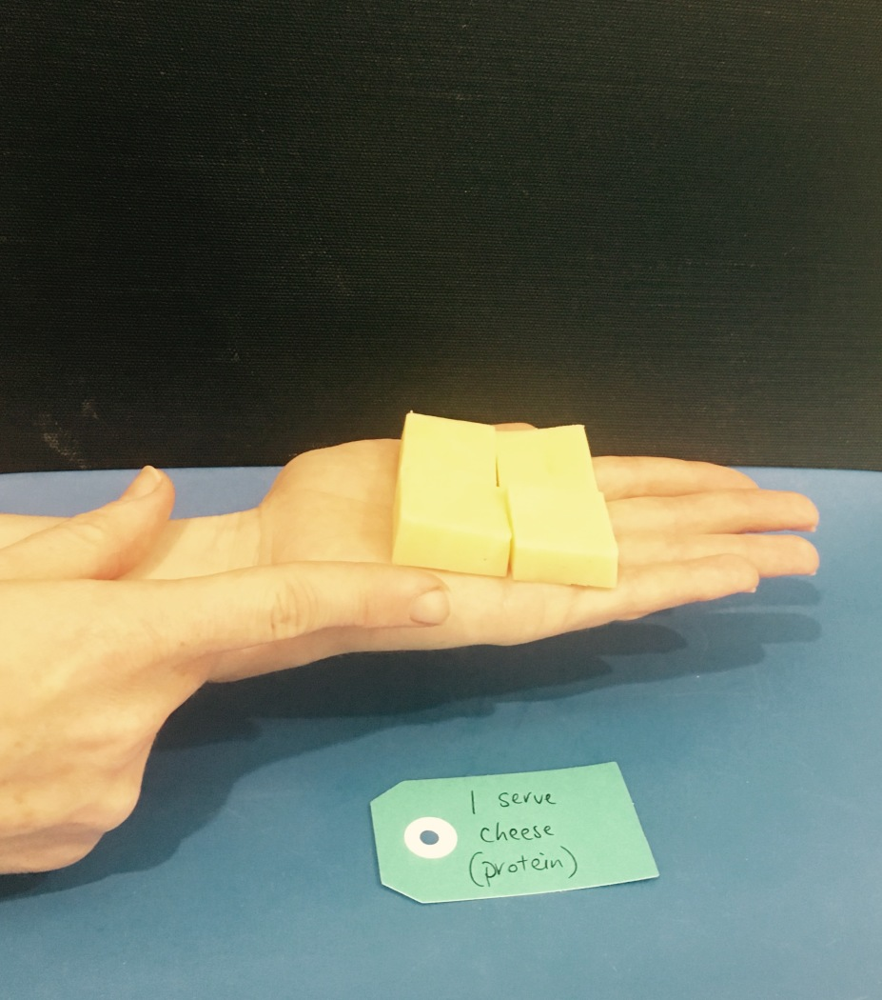 1 serve
cheese
(protein)